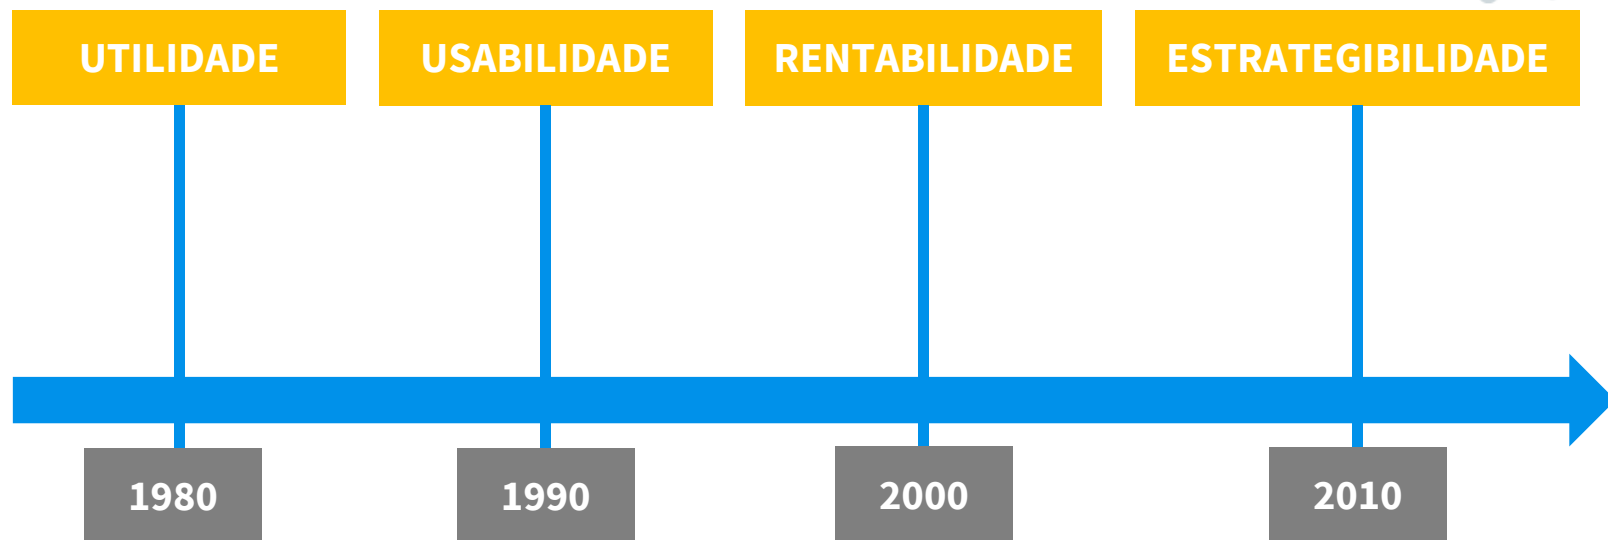 UTILIDADE
USABILIDADE
RENTABILIDADE
ESTRATEGIBILIDADE
1980
1990
2000
2010